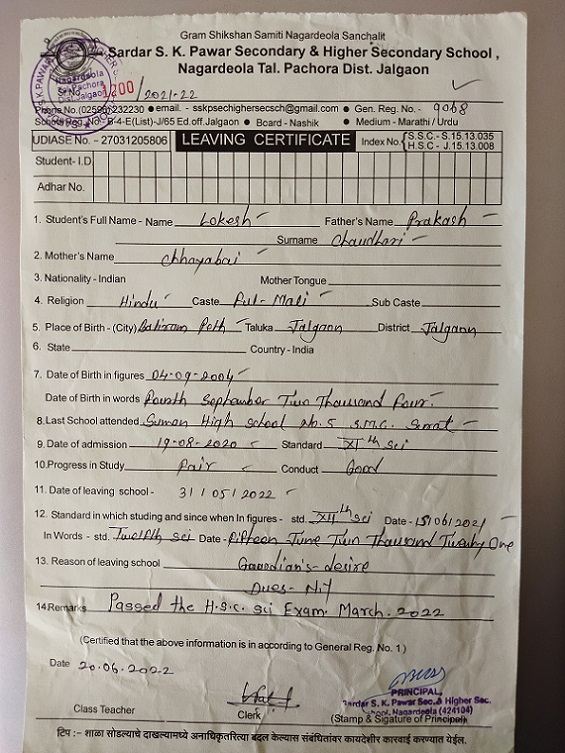 Gram Shikshan Samiti Nagardeola Sanchalit
Sardar S. K. Pawar Secondary & Higher Secondary School ,
Nagardeola Tal. Pachora Dist. Jalgaon
Sr.No. 1200 /2021-22
Phone No.(02596)232230 ● email. - sskpsechighersecsch@gmail.com ● Gen. Reg. No.- 9068
Schools Reg. No.-B-4-E(List)-J/65 Ed.off.Jalgaon ● Board - Nashik ● Medium - Marathi / Urdu
UDIASE No. - 27031205806 LEAVING CERTIFICATE Index No. S.S.C.- S.15.13.035
H.S.C - J.15.13.008
Student- I.D
Adhar No.
1. Student's Full Name - Name Lokesh Father's Name Prakash
Surname Chaudhari
2. Mother's Name Chhayabai
3. Nationality - Indian Mother Tongue
4. Religion Hindu Caste Ful-Mali Sub Caste
5. Place of Birth - (City) Baliram Peth Taluka Jalgaon District Jalgaon
6. State Country - India
7. Date of Birth in figures 04-09-2004
Date of Birth in words Fourth September Two Thousand Four.
8.Last School attended Suman High school No. 5 S.M.C. Surat
9. Date of admission 19-08-2020 Standard XIth Sci
10.Progress in Study Fair Conduct Good
11. Date of leaving school - 31/05/2022
12. Standard in which studing and since when In figures - std. XIIth Sci Date - 15/06/2021
In Words - std. Twelfth sci Date - Fifteen June Two Thousand Twenty One
13. Reason of leaving school Gaurdian's desire
Dues - Nil
14 Remarks Passed the H.S.C. Sci Exam. March. 2022
(Certified that the above information is in according to General Reg. No. 1 )
Date 20.06.2022
PRINCIPAL,
Sardar S. K. Pawar Sec. & Higher Sec.
School, Nagardeola (424104)
Class Teacher Clerk (Stamp & Sigature of Principal)
टिप :- शाळा सोडल्याचे दाखल्यामध्ये अनाधिकृतरित्या बदल केल्यास संबंधितांवर कायदेशीर कारवाई करण्यात येईल.